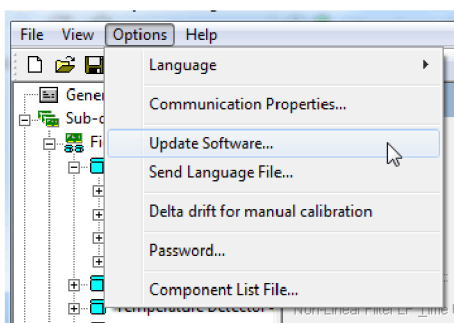 File View Options Help
Language
Gener
Communication Properties...
Sub-c
Fi
Update Software...
Send Language File...
Delta drift for manual calibration
Password...
Component List File...
Temperature Detector -
Non-Linear Filter LP_Time